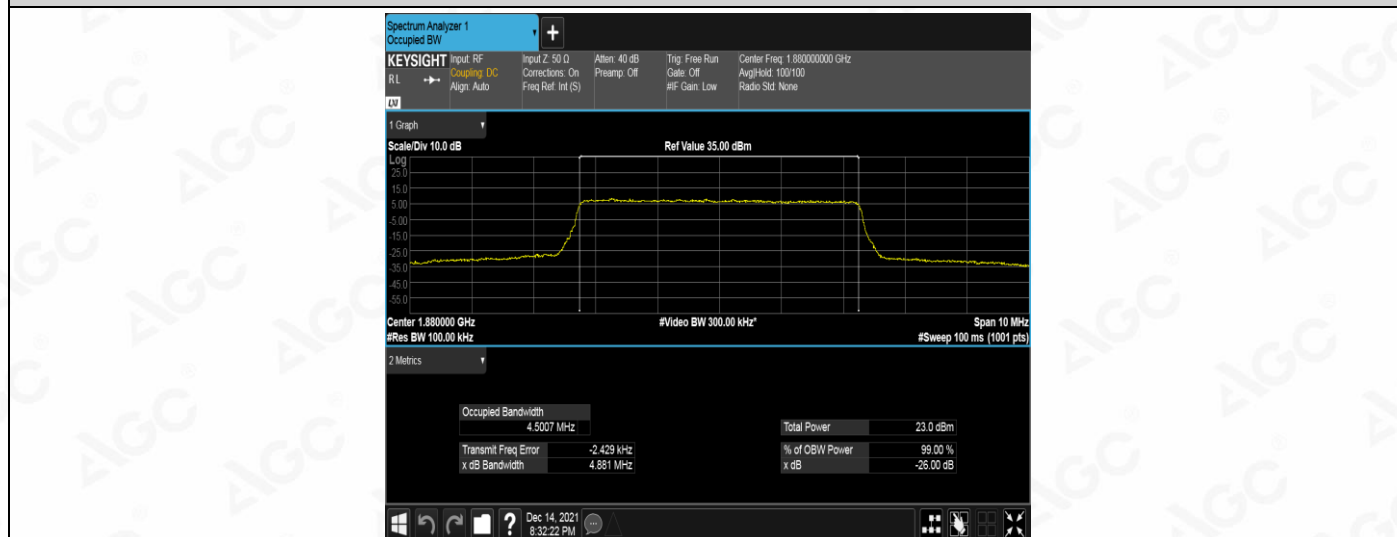 Spectrum Analyzer 1
Occupied BW
+
KEYSIGHT
RL
LXI
Input: RF
Coupling: DC
Align: Auto
Input Z: 50 Ω
Corrections: On
Freq Ref: Int (S)
Atten: 40 dB
Preamp: Off
Trig: Free Run
Gate: Off
#IF Gain: Low
Center Freq: 1.880000000 GHz
Avg|Hold: 100/100
Radio Std: None
1 Graph
Scale/Div 10.0 dB
Ref Value 35.00 dBm
Log
25.0
15.0
5.00
-5.00
-15.0
-25.0
-35.0
-45.0
-55.0
Center 1.880000 GHz
#Video BW 300.00 kHz*
Span 10 MHz
#Res BW 100.00 kHz
#Sweep 100 ms (1001 pts)
2 Metrics
Occupied Bandwidth
4.5007 MHz
Total Power 23.0 dBm
Transmit Freq Error -2.429 kHz
% of OBW Power 99.00 %
x dB Bandwidth 4.881 MHz
x dB -26.00 dB
?
Dec 14, 2021
8:32:22 PM
AGC